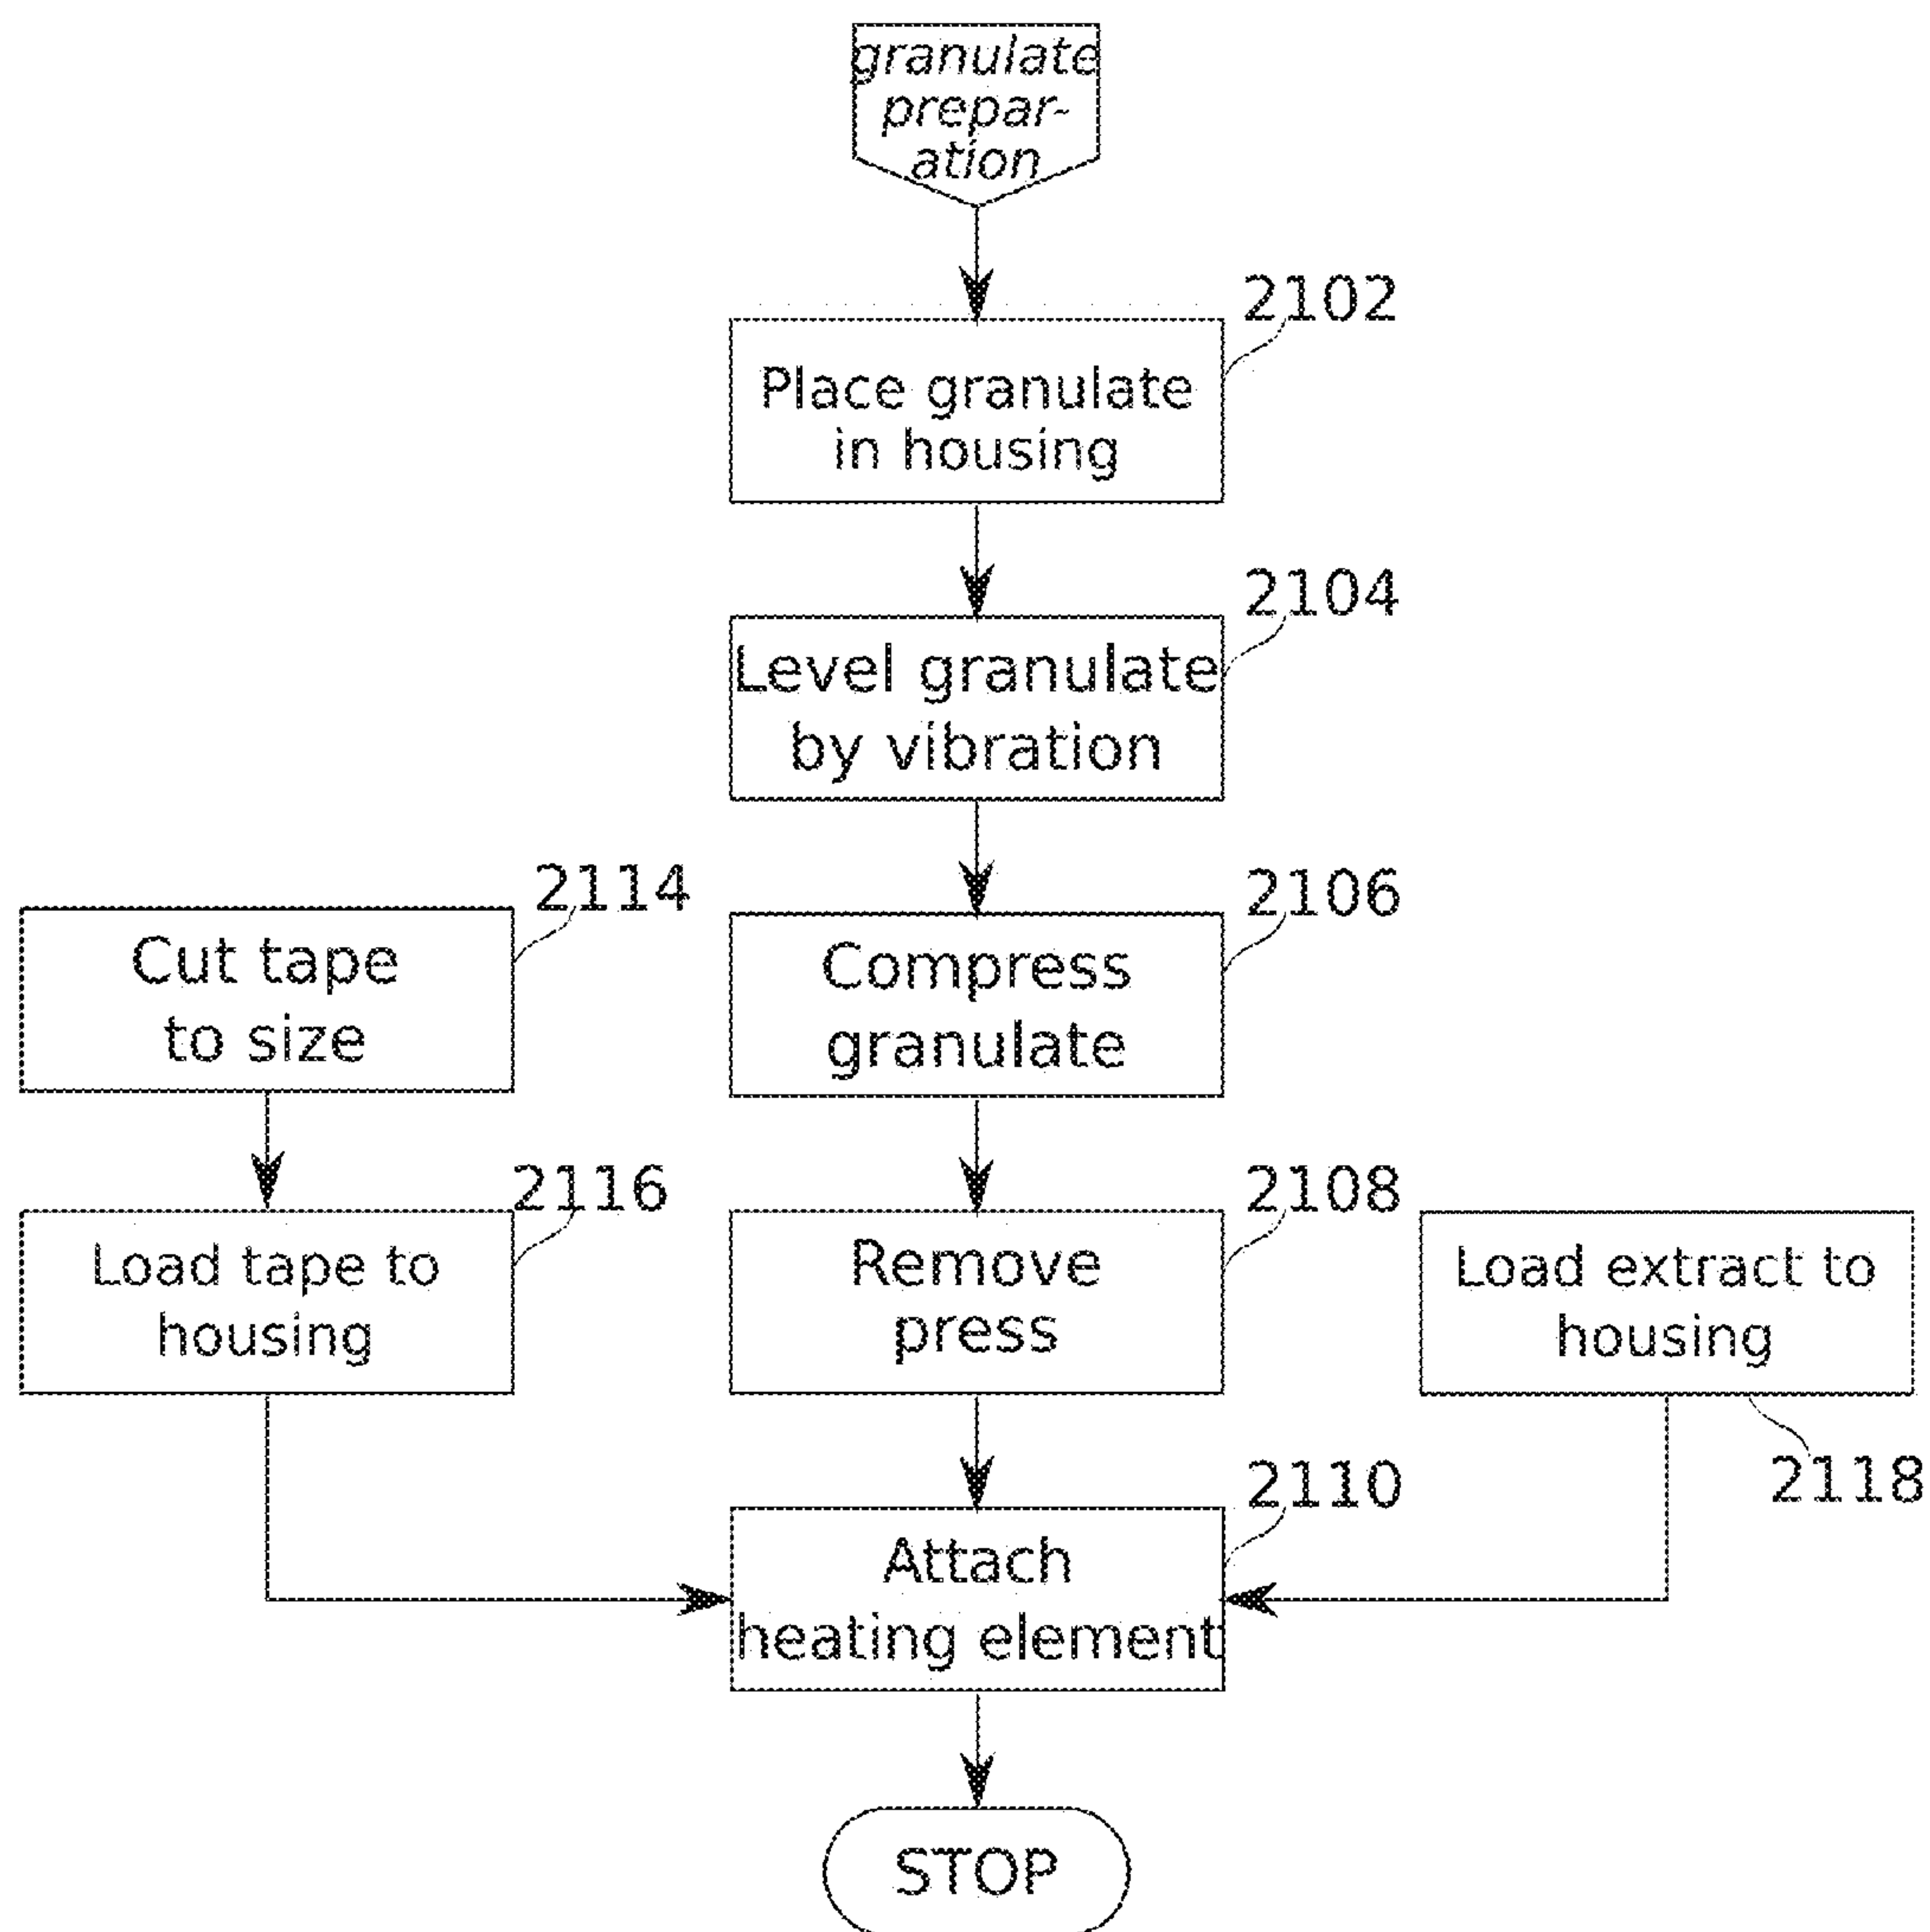 granulate
prepar-
ation
2102
Place granulate
in housing
2104
Level granulate
by vibration
2114
Cut tape
to size
2106
Compress
granulate
2116
Load tape to
housing
2108
Remove
press
Load extract to
housing
2118
2110
Attach
heating element
STOP